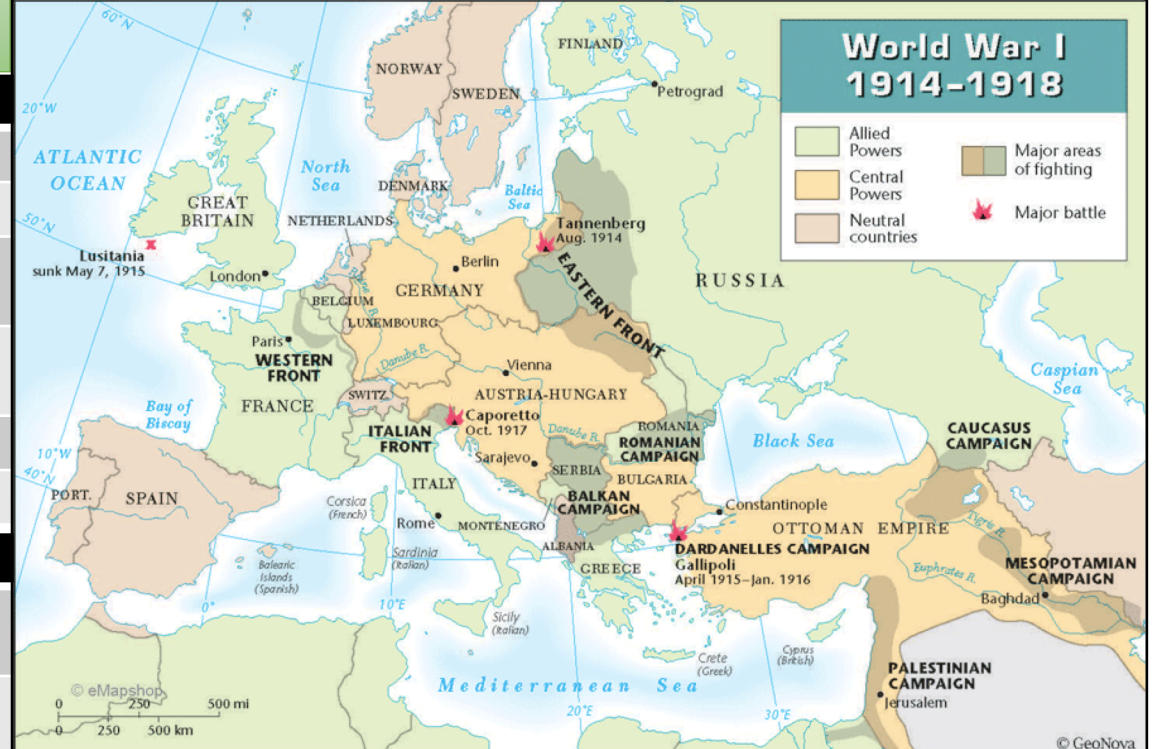 60°N
FINLAND
NORWAY
SWEDEN
Petrograd
World War I
1914–1918
20°W
Allied
Powers
Central
Powers
Neutral
countries
Major areas
of fighting
Major battle
ATLANTIC
OCEAN
North
Sea
DENMARK
Baltic
Sea
GREAT
BRITAIN
NETHERLANDS
Tannenberg
Aug. 1914
50°N
Lusitania
sunk May 7, 1915
London
Berlin
EASTERN FRONT
RUSSIA
GERMANY
BELGIUM
Rhine R.
LUXEMBOURG
Paris
WESTERN
FRONT
Danube R.
Vienna
Caspian
Sea
SWITZ.
AUSTRIA-HUNGARY
Bay of
Biscay
FRANCE
Caporetto
Oct. 1917
ITALIAN
FRONT
Danube R.
ROMANIA
ROMANIAN
CAMPAIGN
Black Sea
CAUCASUS
CAMPAIGN
10°W
40°N
Sarajevo
SERBIA
BULGARIA
PORT.
SPAIN
ITALY
Corsica
(French)
BALKAN
CAMPAIGN
Constantinople
Rome
MONTENEGRO
OTTOMAN EMPIRE
Tigris R.
ALBANIA
DARDANELLES CAMPAIGN
Gallipoli
April 1915–Jan. 1916
Sardinia
(Italian)
Balearic
Islands
(Spanish)
GREECE
Euphrates R.
MESOPOTAMIAN
CAMPAIGN
Baghdad
0°
10°E
Sicily
(Italian)
Crete
(Greek)
Cyprus
(British)
PALESTINIAN
CAMPAIGN
Jerusalem
Mediterranean Sea
20°E
30°E
© eMapshop
0 250 500 mi
0 250 500 km
© GeoNova